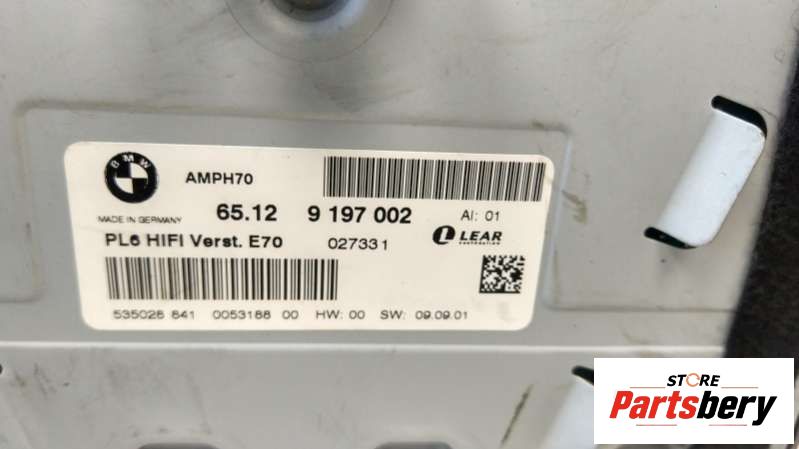 BMW
AMPH70
MADE IN GERMANY
65.12 9 197 002 AI: 01
PL6 HIFI Verst. E70 027331 LEAR
CORPORATION
535026 641 0053188 00 HW: 00 SW: 09.09.01
STORE
Partsbery